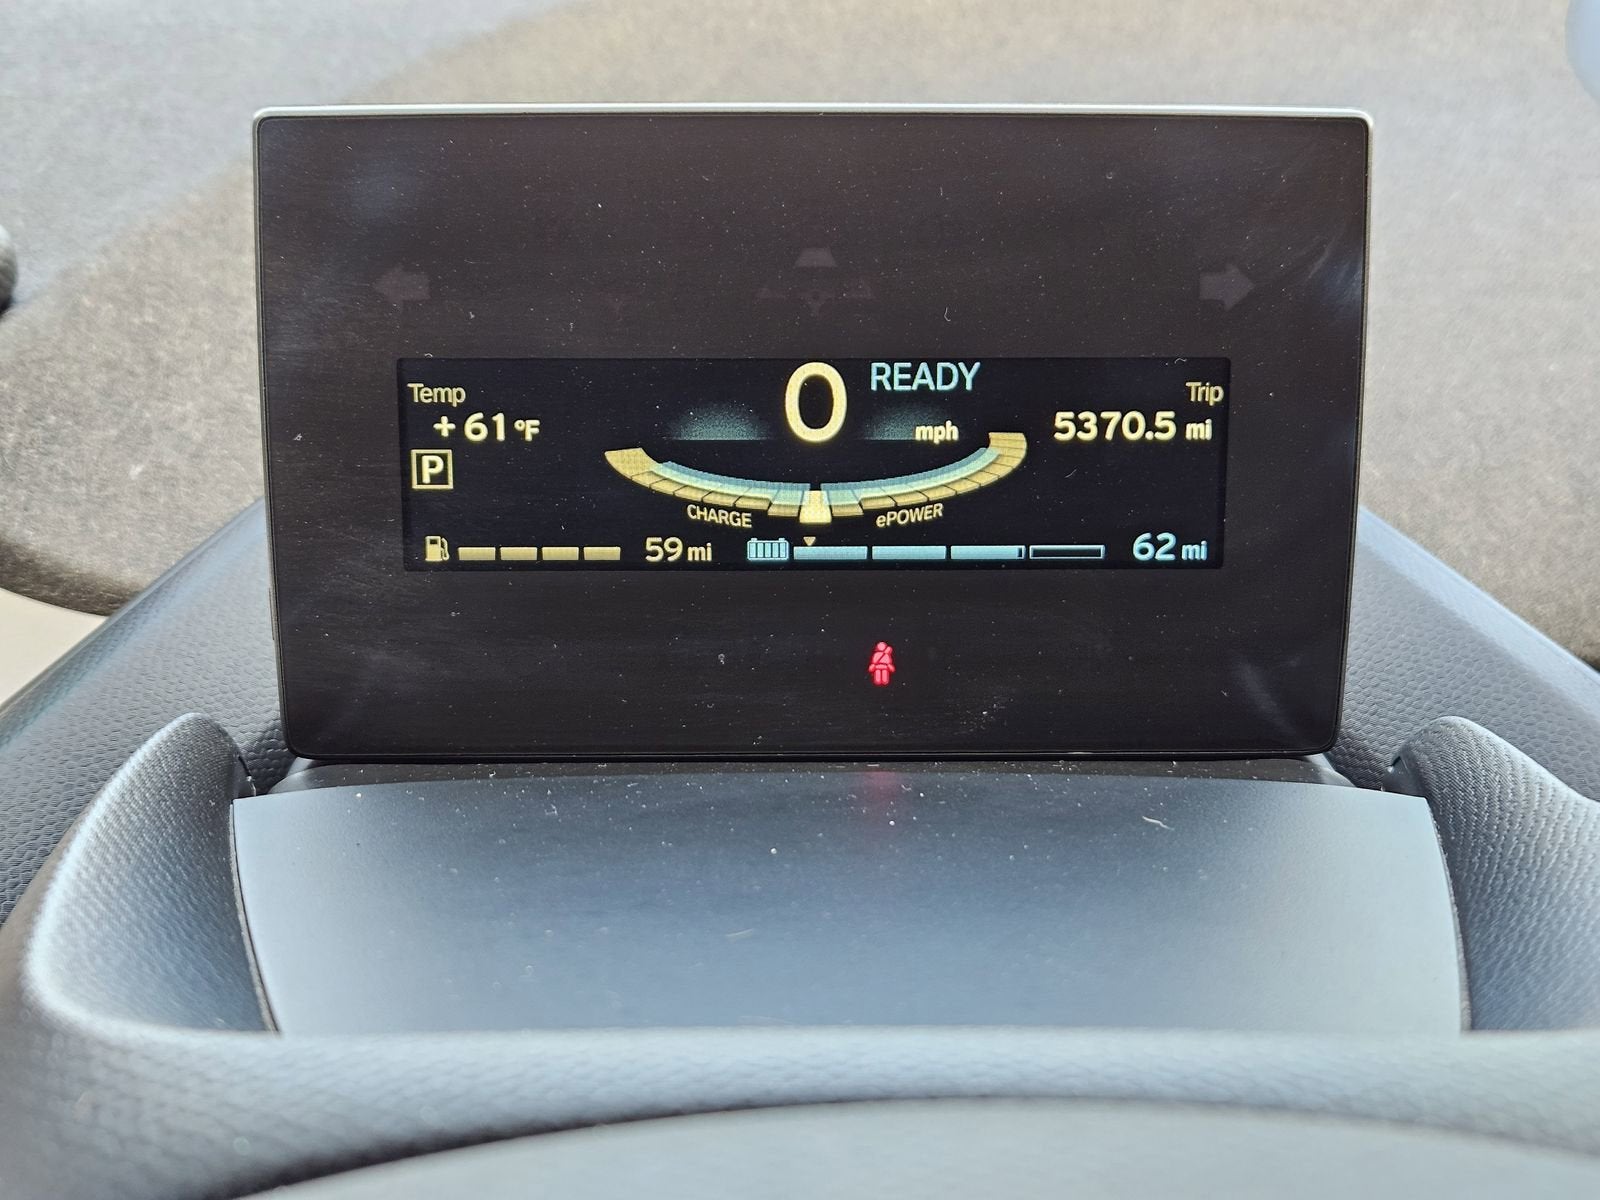 Temp
+61°F
P
0 READY
mph
Trip
5370.5 mi
CHARGE
ePOWER
59 mi
62 mi